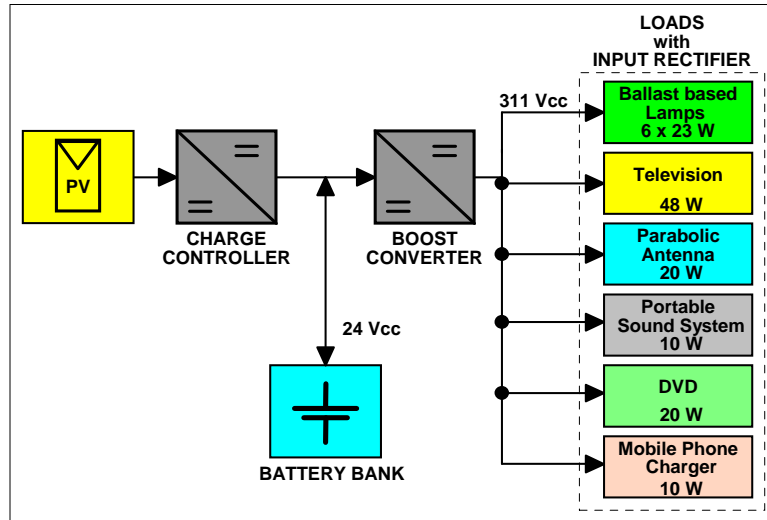 LOADS
with
INPUT RECTIFIER
311 Vcc
Ballast based
Lamps
6 x 23 W
PV
Television
48 W
CHARGE
CONTROLLER
BOOST
CONVERTER
Parabolic
Antenna
20 W
Portable
Sound System
10 W
24 Vcc
DVD
20 W
BATTERY BANK
Mobile Phone
Charger
10 W